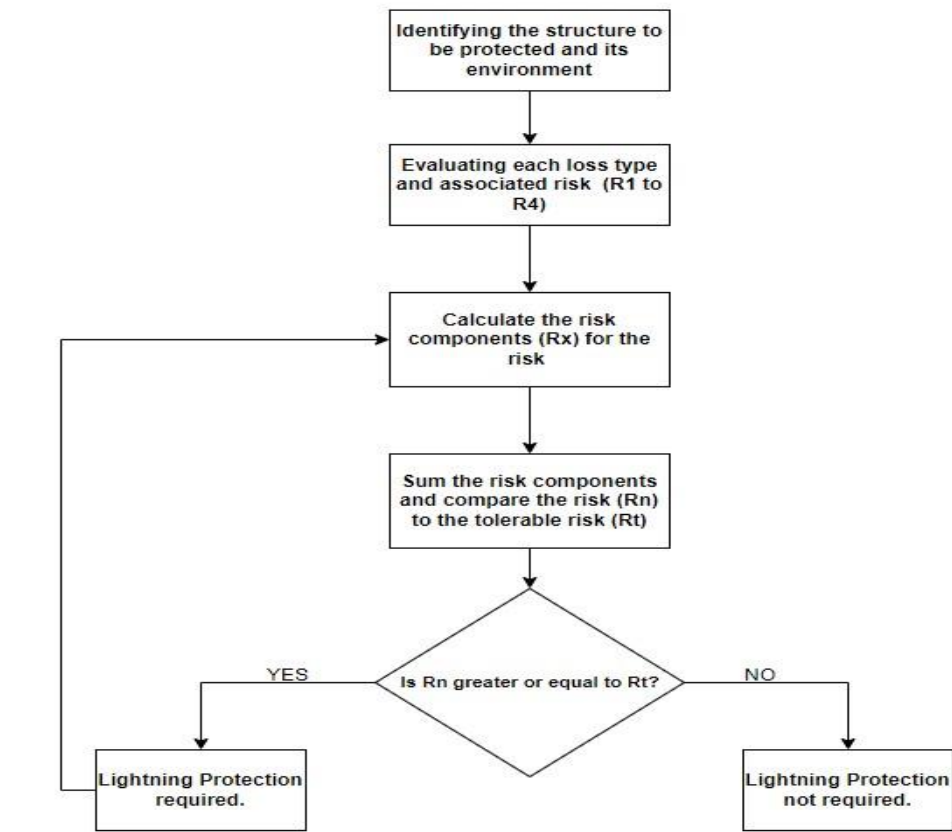 Identifying the structure to
be protected and its
environment
Evaluating each loss type
and associated risk (R1 to
R4)
Calculate the risk
components (Rx) for the
risk
Sum the risk components
and compare the risk (Rn)
to the tolerable risk (Rt)
Is Rn greater or equal to Rt?
YES
NO
Lightning Protection
required.
Lightning Protection
not required.